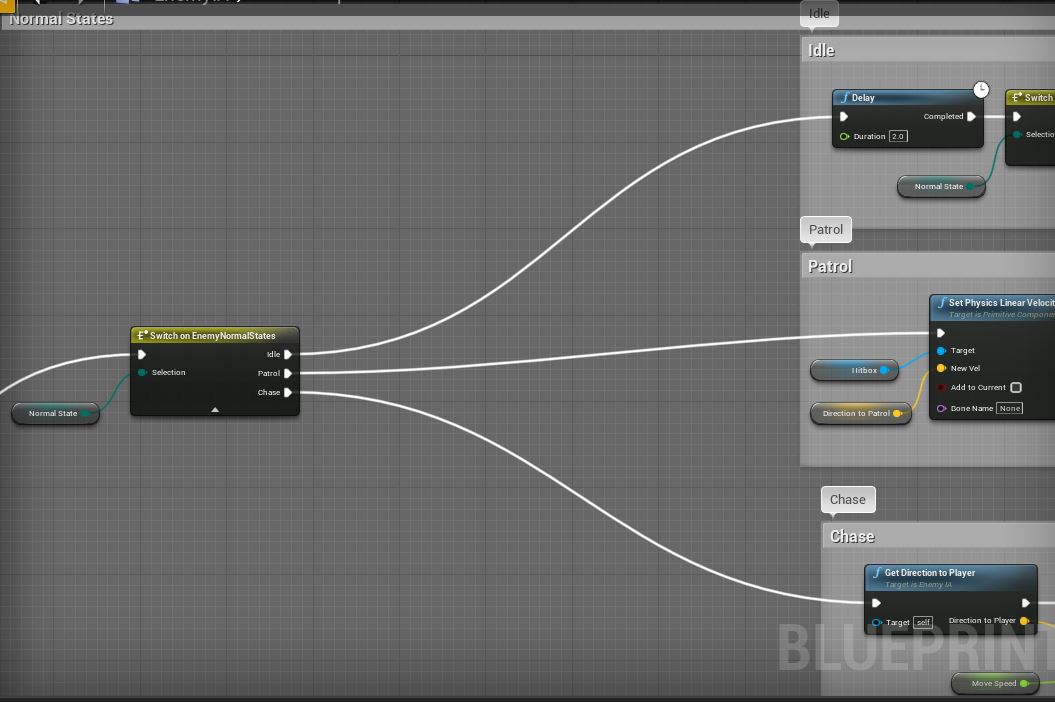 Normal States
Idle
Idle
Delay
Completed
Duration 2.0
Switch
Normal State
Patrol
Patrol
Set Physics Linear
Target is Primitive
Target
Hitbox
New Vel
Add to Current
Direction to Patrol
Bone Name None
Switch on EnemyNormalStates
Idle
Selection
Patrol
Chase
Normal State
Chase
Chase
Get Direction to Player
Target is Enemy IA
Target self
Direction to Player
BLUEPRINT
Move Speed